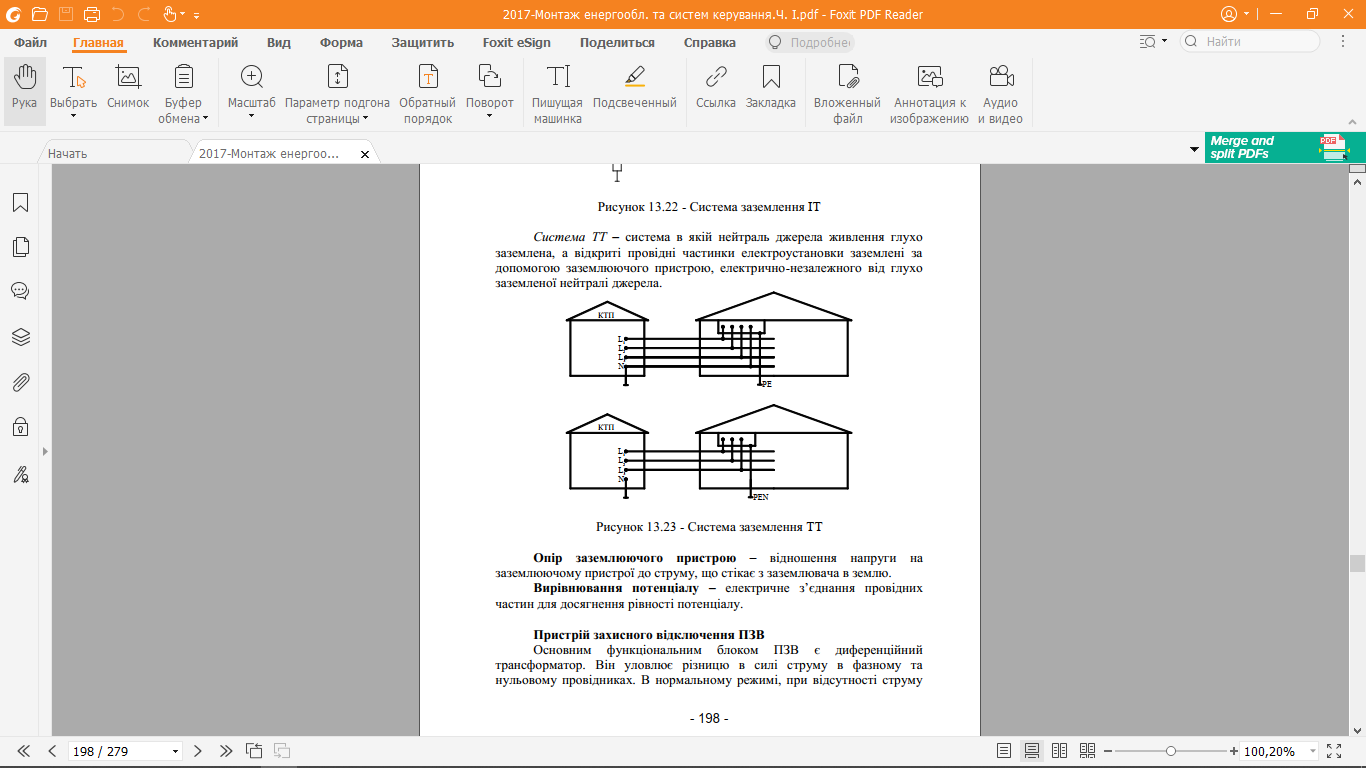 2017-Монтаж енергообл. та систем керування.Ч. I.pdf - Foxit PDF Reader
Файл Главная Комментарий Вид Форма Защитить Foxit eSign Поделиться Справка Подробнее Найти
Рука Выбрать Снимок Буфер обмена Масштаб Параметр подгона страницы Обратный порядок Поворот Пишущая машинка Подсвеченный Ссылка Закладка Вложенный файл Аннотация к изображению Аудио и видео
Начать 2017-Монтаж енергоо...
Merge and
split PDFs
PDF
Рисунок 13.22 - Система заземлення IT
Система ТТ – система в якій нейтраль джерела живлення глухо
заземлена, а відкриті провідні частинки електроустановки заземлені за
допомогою заземлюючого пристрою, електрично-незалежного від глухо
заземленої нейтралі джерела.
КТП
L
L
L
N
PE
КТП
L
L
L
N
PEN
Рисунок 13.23 - Система заземлення ТТ
Опір заземлюючого пристрою – відношення напруги на
заземлюючому пристрої до струму, що стікає з заземлювача в землю.
Вирівнювання потенціалу – електричне з’єднання провідних
частин для досягнення рівності потенціалу.
Пристрій захисного відключення ПЗВ
Основним функціональним блоком ПЗВ є диференційний
трансформатор. Він уловлює різницю в силі струму в фазному та
нульовому провідниках. В нормальному режимі, при відсутності струму
- 198 -
198 / 279
100,20%